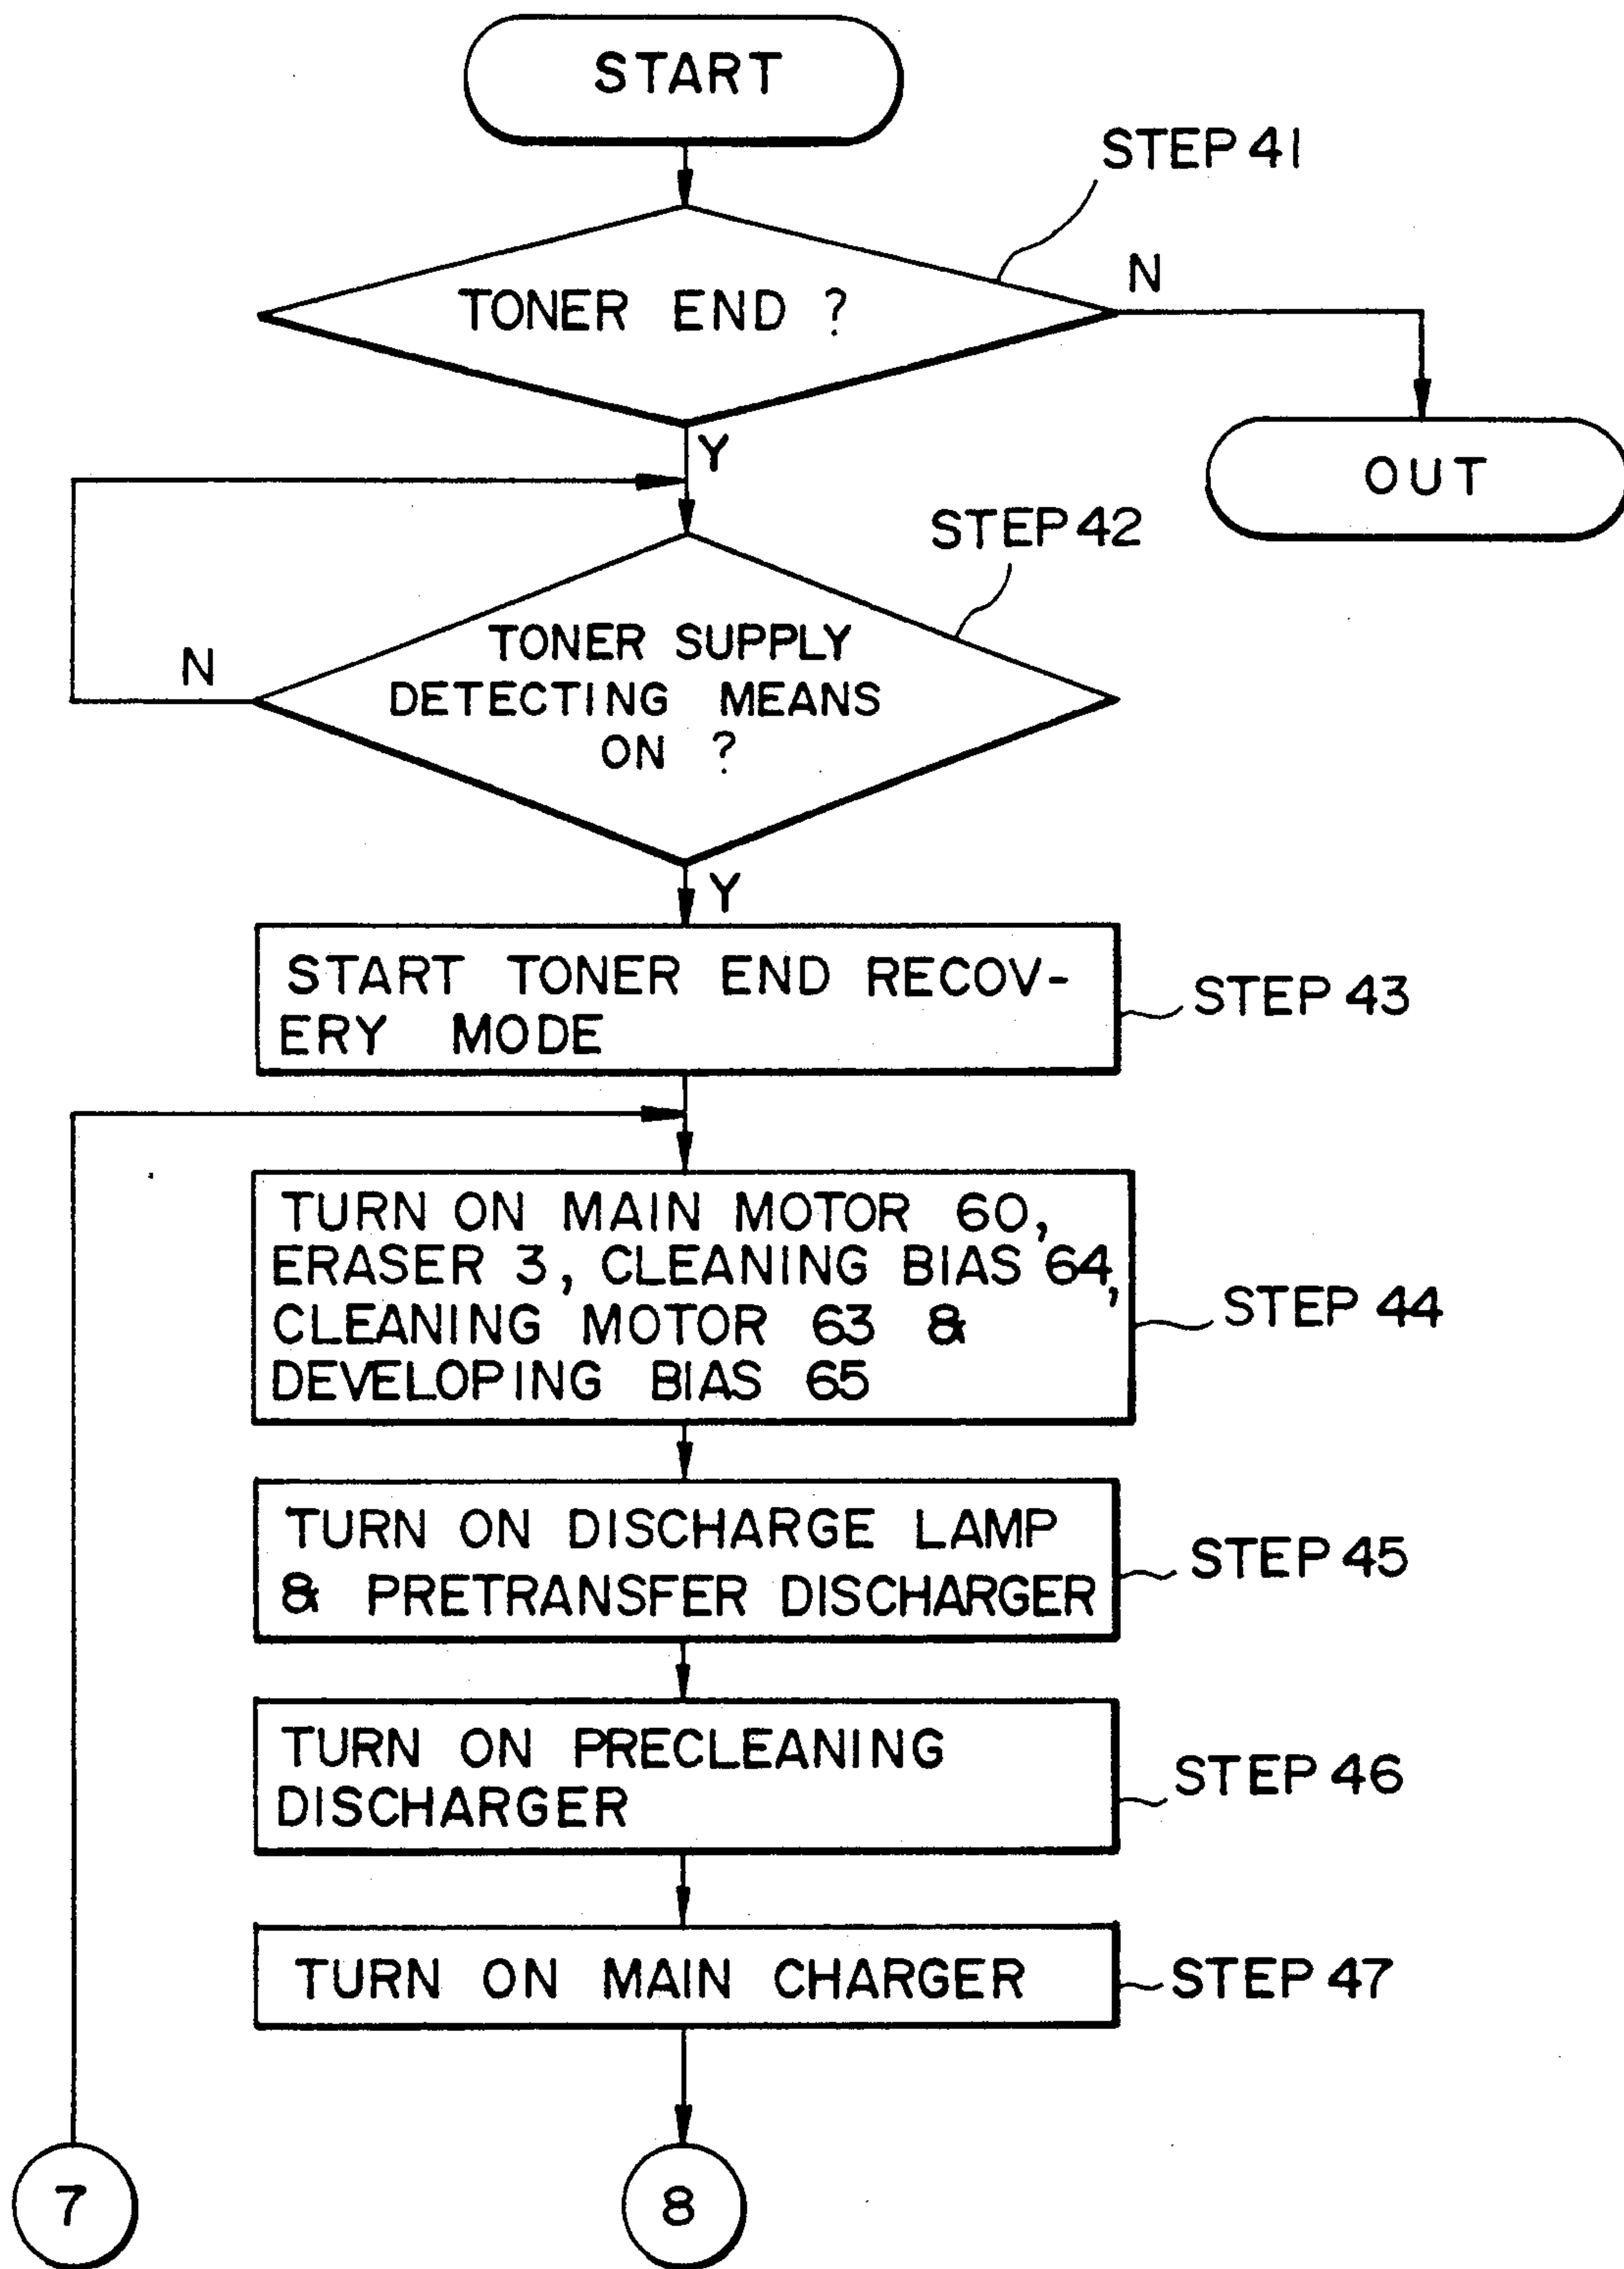 START
STEP 41
TONER END ?
N
OUT
Y
STEP 42
TONER SUPPLY
DETECTING MEANS
ON ?
N
Y
START TONER END RECOV-
ERY MODE
STEP 43
TURN ON MAIN MOTOR 60,
ERASER 3, CLEANING BIAS 64,
CLEANING MOTOR 63 &
DEVELOPING BIAS 65
STEP 44
TURN ON DISCHARGE LAMP
& PRETRANSFER DISCHARGER
STEP 45
TURN ON PRECLEANING
DISCHARGER
STEP 46
TURN ON MAIN CHARGER
STEP 47
7
8